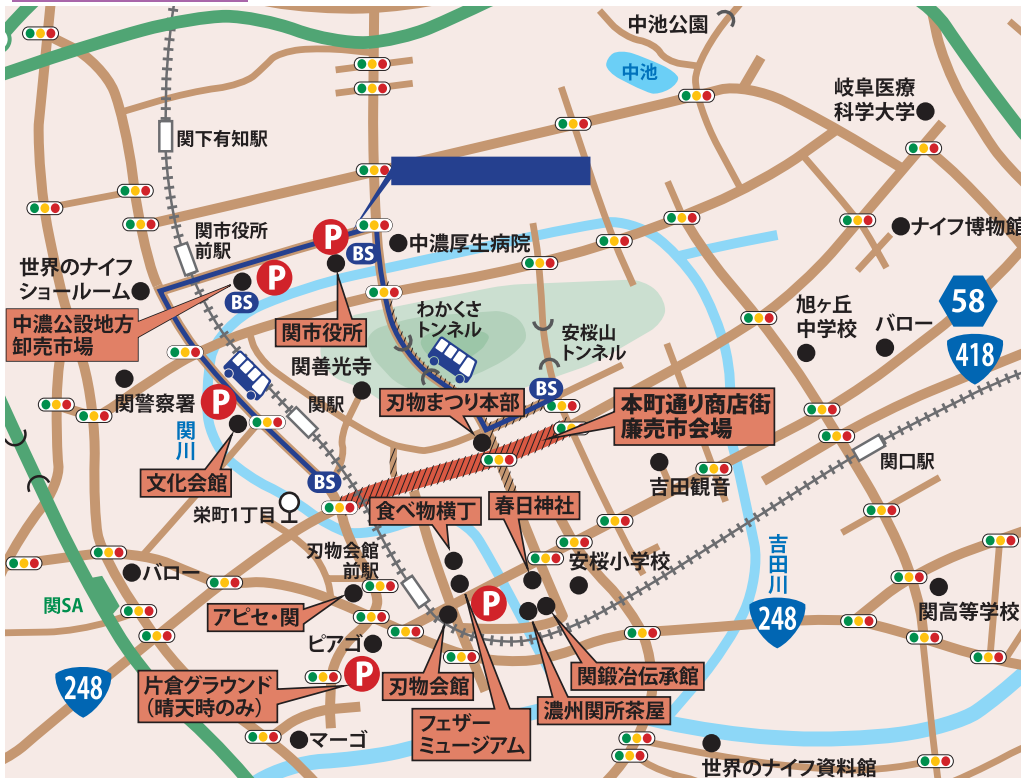 中池公園
中池
岐阜医療
科学大学
関下有知駅
関市役所
前駅
P
BS
中濃厚生病院
ナイフ博物館
世界のナイフ
ショールーム
P
BS
中濃公設地方
卸売市場
関市役所
わかくさ
トンネル
安桜山
トンネル
旭ヶ丘
中学校
バロー
58
418
関善光寺
関警察署
P
関駅
刃物まつり本部
BS
本町通り商店街
廉売市会場
関川
文化会館
BS
吉田観音
関口駅
栄町1丁目
食べ物横丁
春日神社
刃物会館
前駅
安桜小学校
吉田川
バロー
関SA
アピセ・関
P
248
関高等学校
ピアゴ
P
248
片倉グラウンド
(晴天時のみ)
刃物会館
関鍛冶伝承館
濃州関所茶屋
フェザー
ミュージアム
マーゴ
世界のナイフ資料館